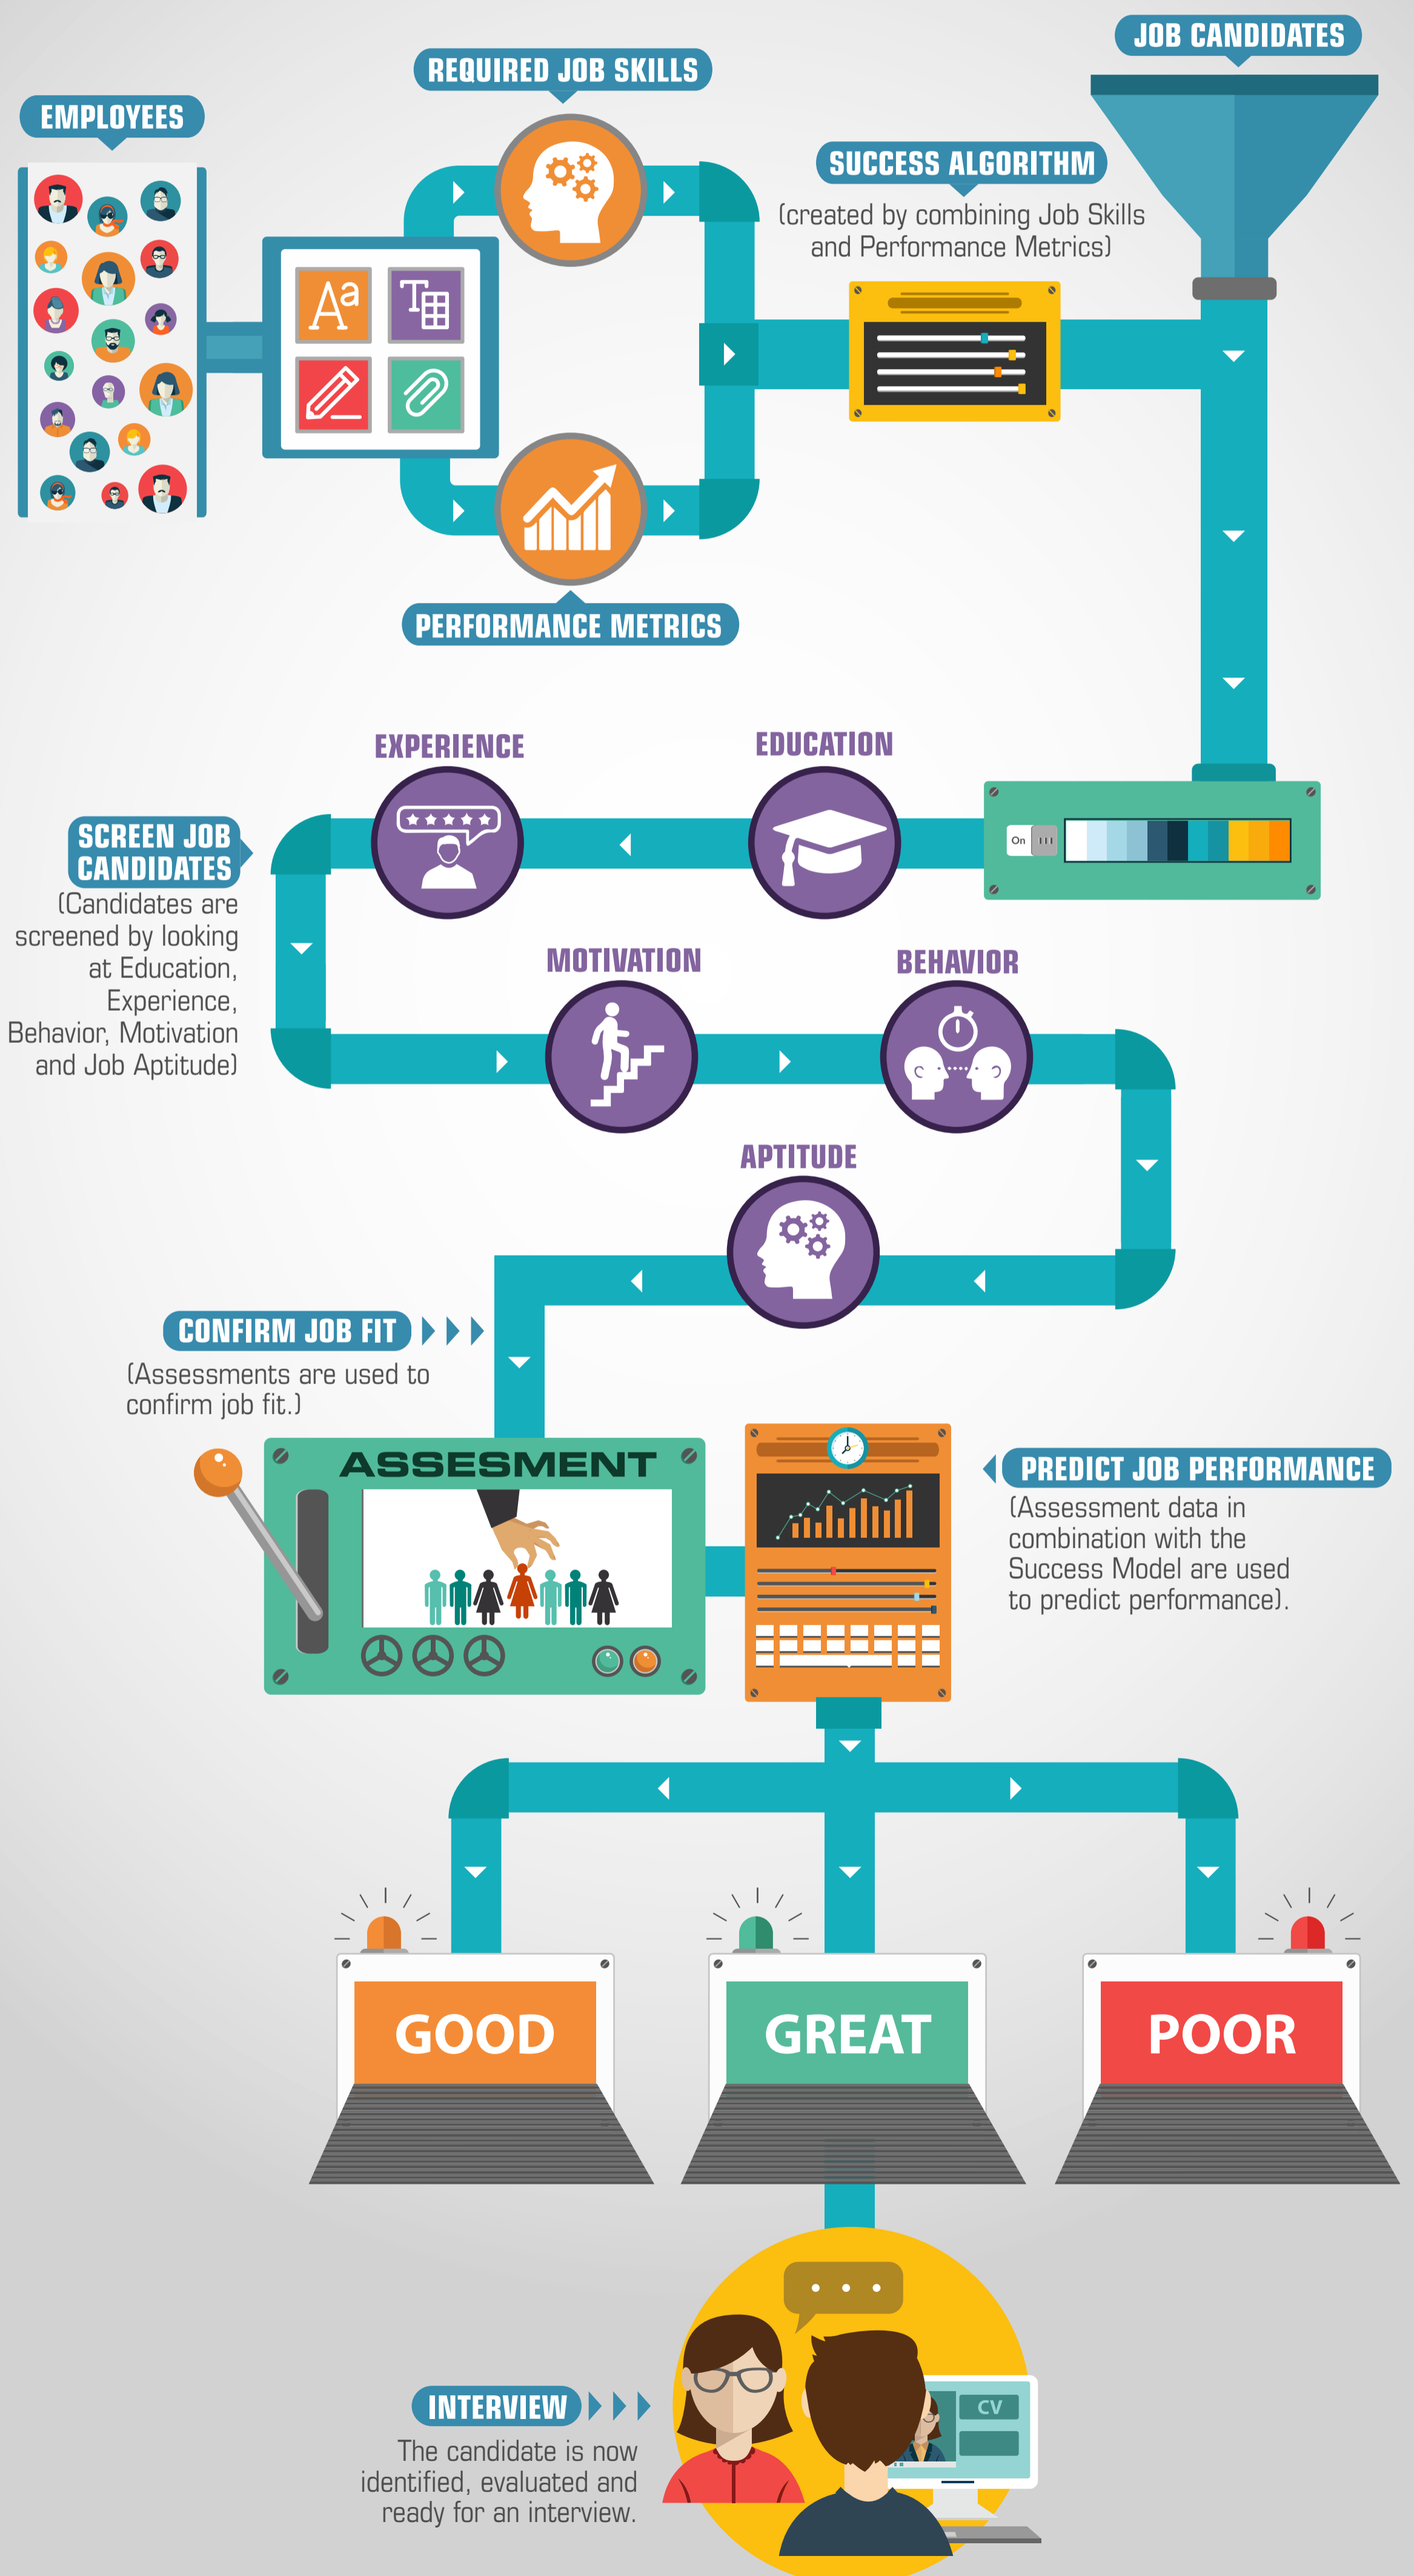 JOB CANDIDATES
REQUIRED JOB SKILLS
EMPLOYEES
SUCCESS ALGORITHM
(created by combining Job Skills
and Performance Metrics)
Aa
T
PERFORMANCE METRICS
EXPERIENCE
EDUCATION
On
SCREEN JOB
CANDIDATES
(Candidates are
screened by looking
at Education,
Experience,
Behavior, Motivation
and Job Aptitude)
MOTIVATION
BEHAVIOR
APTITUDE
CONFIRM JOB FIT
(Assessments are used to
confirm job fit.)
ASSESMENT
PREDICT JOB PERFORMANCE
(Assessment data in
combination with the
Success Model are used
to predict performance).
GOOD
GREAT
POOR
CV
INTERVIEW
The candidate is now
identified, evaluated and
ready for an interview.